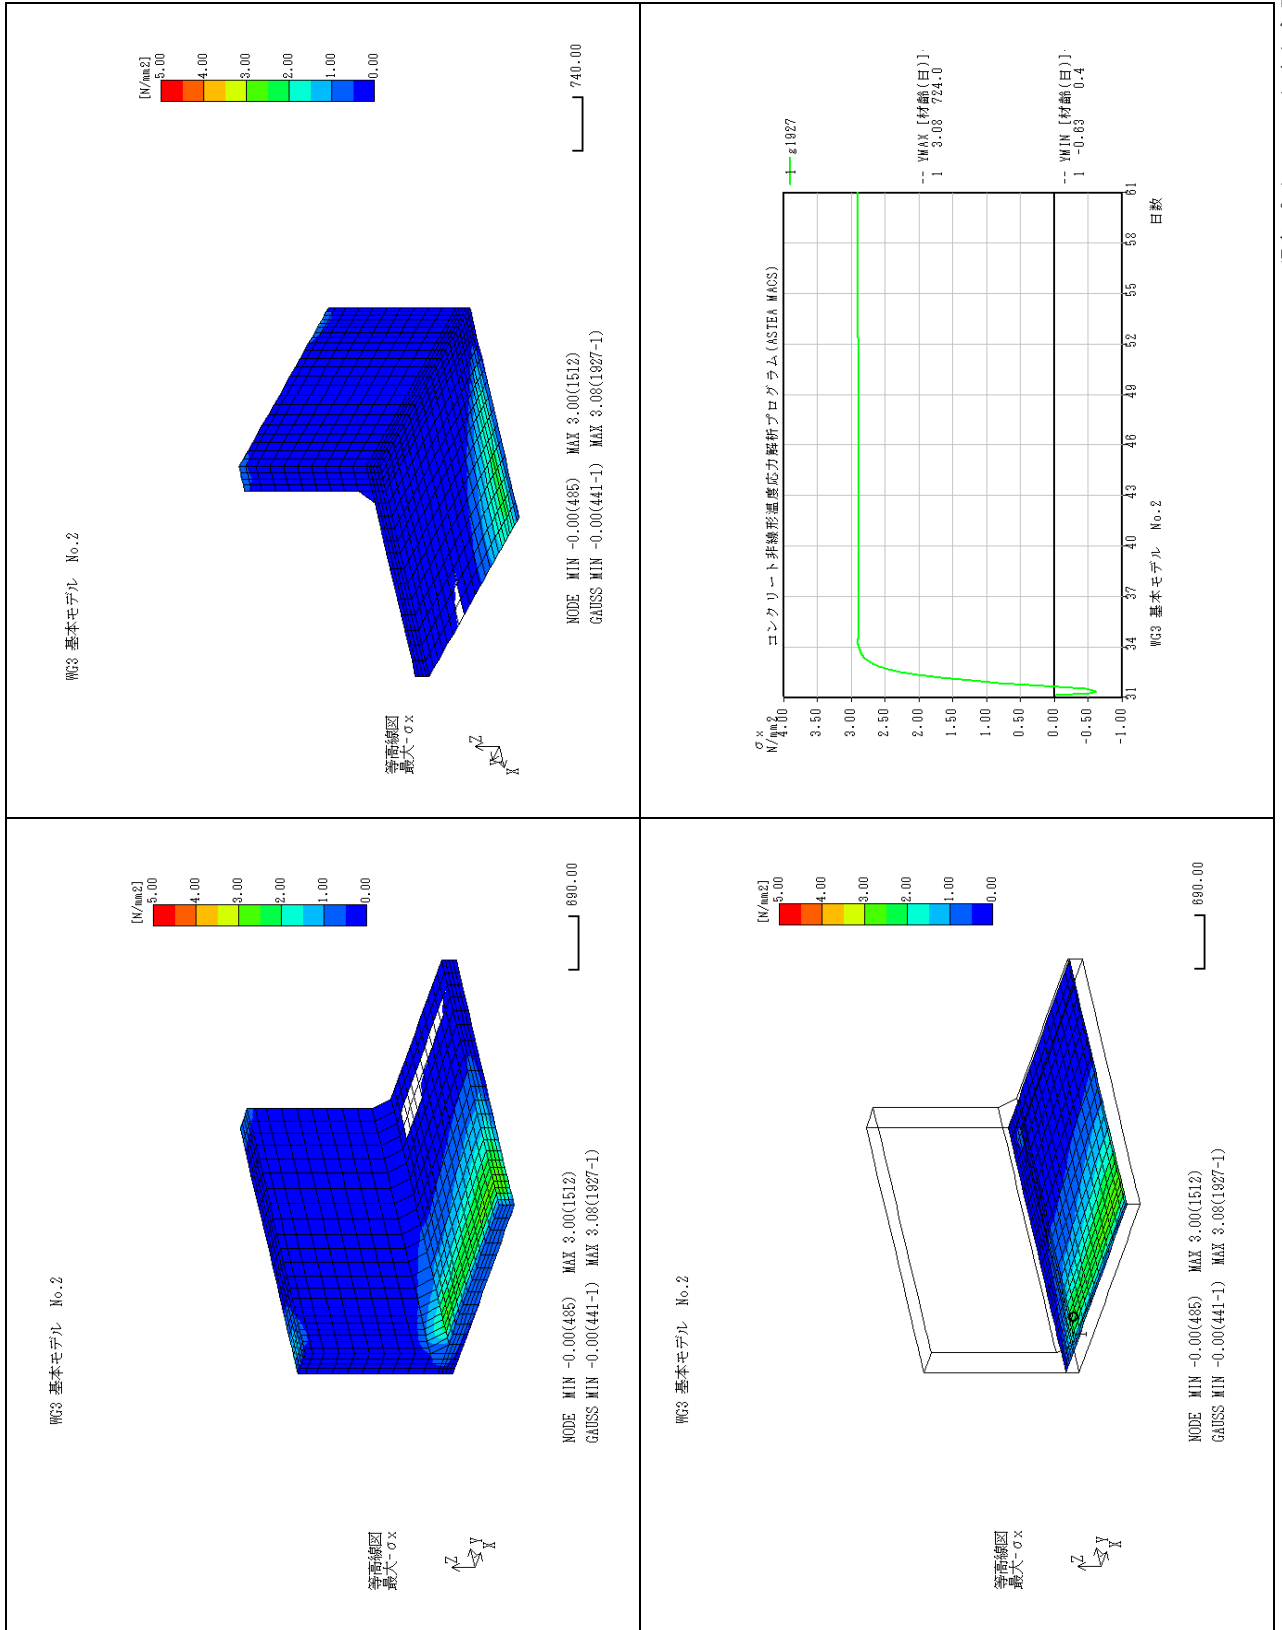 WG3 基本モデル No.2
[N/mm2]
5.00
4.00
3.00
2.00
1.00
0.00
等高線図
最大-σx
Z
Y
X
690.00
NODE MIN -0.00(485) MAX 3.00(1512)
GAUSS MIN -0.00(441-1) MAX 3.08(1927-1)
WG3 基本モデル No.2
[N/mm2]
5.00
4.00
3.00
2.00
1.00
0.00
等高線図
最大-σx
Z
Y
X
740.00
NODE MIN -0.00(485) MAX 3.00(1512)
GAUSS MIN -0.00(441-1) MAX 3.08(1927-1)
WG3 基本モデル No.2
[N/mm2]
5.00
4.00
3.00
2.00
1.00
0.00
等高線図
最大-σx
Z
Y
X
1
690.00
NODE MIN -0.00(485) MAX 3.00(1512)
GAUSS MIN -0.00(441-1) MAX 3.08(1927-1)
コンクリート非線形温度応力解析プログラム(ASTEA MACS)
σx
N/mm2
4.00
3.50
3.00
2.50
2.00
1.50
1.00
0.50
0.00
-0.50
-1.00
31 34 37 40 43 46 49 52 55 58 61
日数
WG3 基本モデル No.2
1 g1927
-- YMAX [材齢(日)]
1 3.08 724.0
-- YMIN [材齢(日)]
1 -0.63 0.4